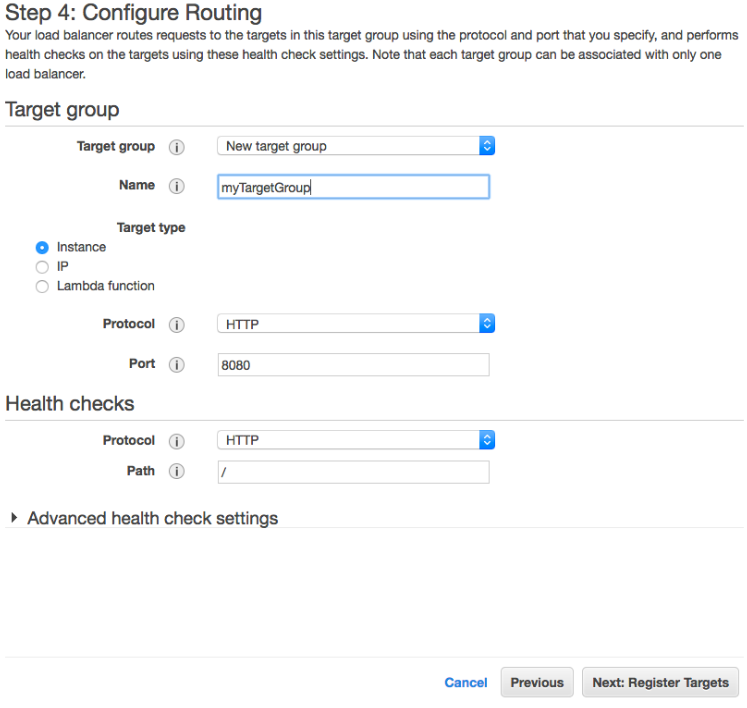 Step 4: Configure Routing
Your load balancer routes requests to the targets in this target group using the protocol and port that you specify, and performs
health checks on the targets using these health check settings. Note that each target group can be associated with only one
load balancer.
Target group
Target group i New target group
Name i myTargetGroup
Target type
Instance
IP
Lambda function
Protocol i HTTP
Port i 8080
Health checks
Protocol i HTTP
Path i /
Advanced health check settings
Cancel Previous Next: Register Targets